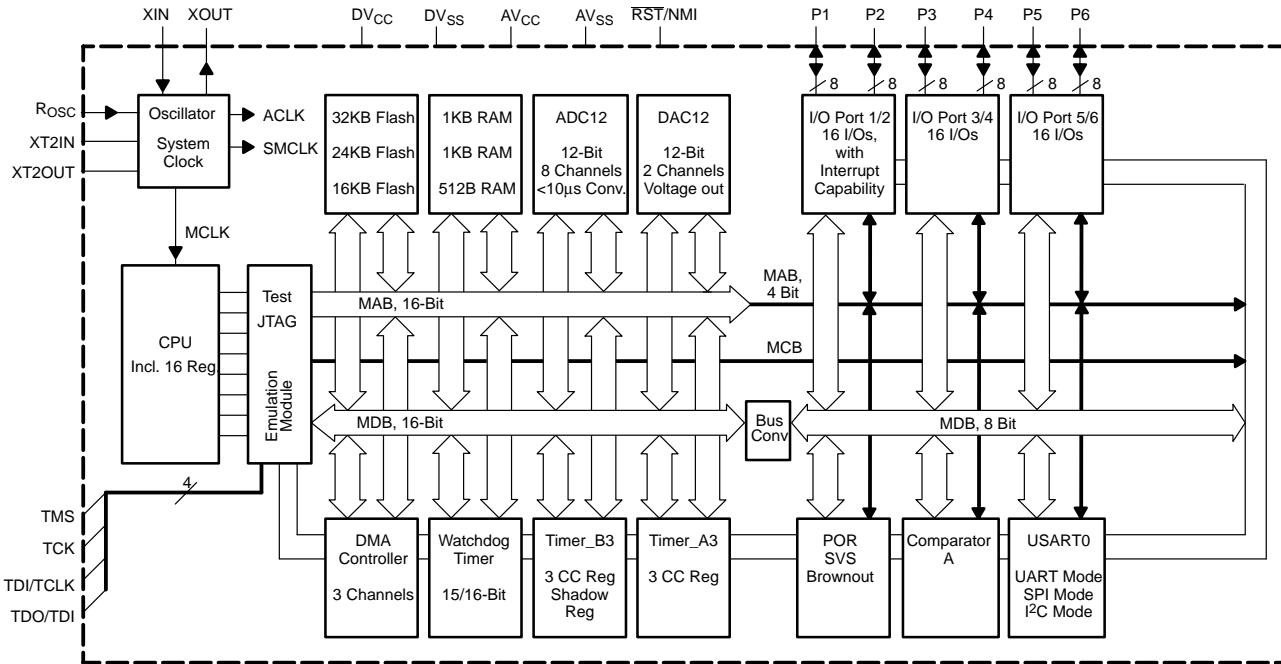 XIN
XOUT
DVCC
DVSS
AVCC
AVSS
RST/NMI
P1
P2
P3
P4
P5
P6
8
8
8
8
8
8
ROSC
XT2IN
XT2OUT
Oscillator
System
Clock
ACLK
SMCLK
MCLK
32KB Flash
24KB Flash
16KB Flash
1KB RAM
1KB RAM
512B RAM
ADC12
12-Bit
8 Channels
<10μs Conv.
DAC12
12-Bit
2 Channels
Voltage out
I/O Port 1/2
16 I/Os,
with
Interrupt
Capability
I/O Port 3/4
16 I/Os
I/O Port 5/6
16 I/Os
CPU
Incl. 16 Reg.
Test
JTAG
Emulation
Module
MAB, 16-Bit
MAB,
4 Bit
MCB
MDB, 16-Bit
Bus
Conv
MDB, 8 Bit
4
TMS
TCK
TDI/TCLK
TDO/TDI
DMA
Controller
3 Channels
Watchdog
Timer
15/16-Bit
Timer_B3
3 CC Reg
Shadow
Reg
Timer_A3
3 CC Reg
POR
SVS
Brownout
Comparator
A
USART0
UART Mode
SPI Mode
I²C Mode